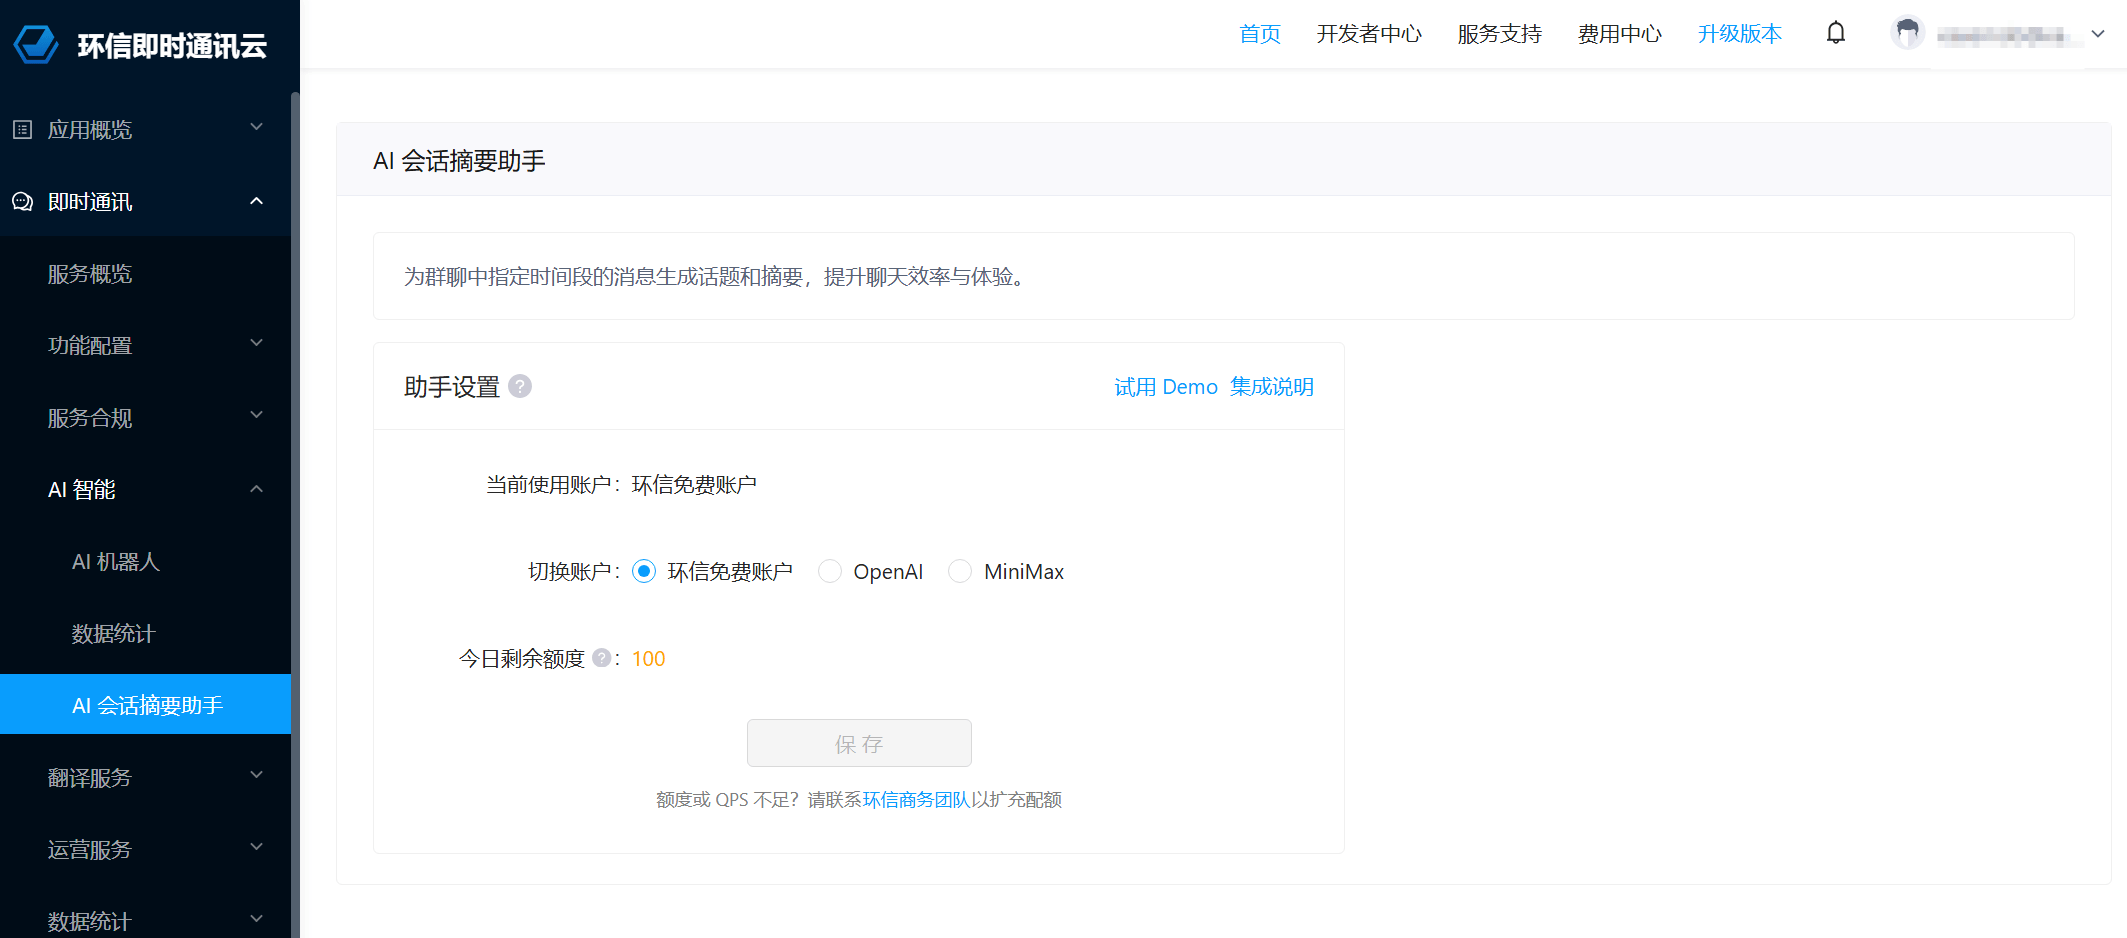 环信即时通讯云
首页 开发者中心 服务支持 费用中心 升级版本
应用概览
即时通讯
服务概览
功能配置
服务合规
AI 智能
AI 机器人
数据统计
AI 会话摘要助手
翻译服务
运营服务
数据统计
AI 会话摘要助手
为群聊中指定时间段的消息生成话题和摘要，提升聊天效率与体验。
助手设置 ? 试用 Demo 集成说明
当前使用账户：环信免费账户
切换账户： 环信免费账户 OpenAI MiniMax
今日剩余额度 ?： 100
保 存
额度或 QPS 不足？请联系环信商务团队以扩充配额